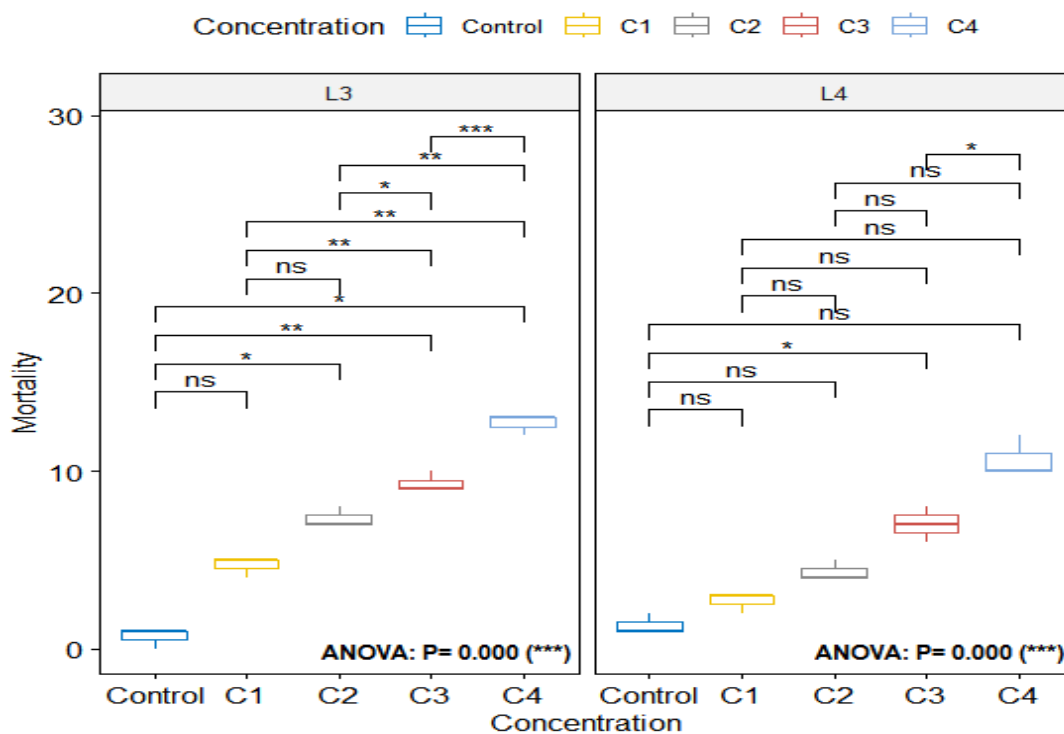 Concentration Control C1 C2 C3 C4
L3
L4
Mortality
30
20
10
0
***
**
*
**
**
ns
*
**
*
ns
ANOVA: P= 0.000 (***)
*
ns
ns
ns
ns
ns
ns
*
ns
ns
ANOVA: P= 0.000 (***)
Control C1 C2 C3 C4
Control C1 C2 C3 C4
Concentration